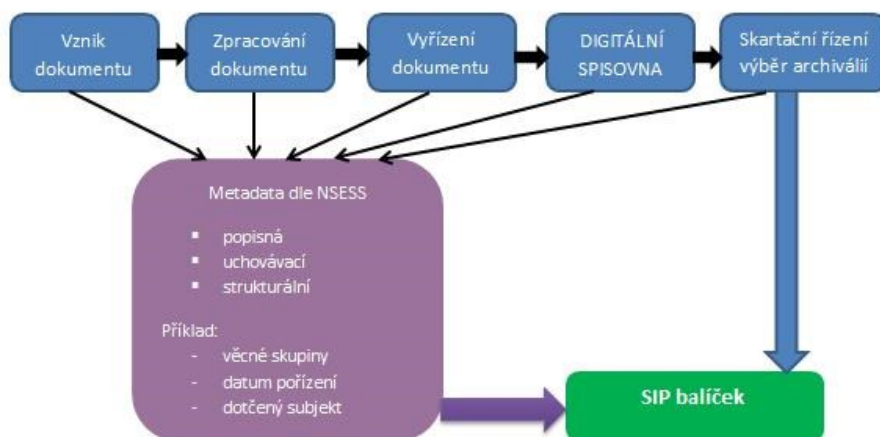 Vznik
dokumentu
Zpracování
dokumentu
Vyřízení
dokumentu
DIGITÁLNÍ
SPISOVNA
Skartační řízení
výběr archiválií
Metadata dle NSESS
▪ popisná
▪ uchovávací
▪ strukturální
Příklad:
- věcné skupiny
- datum pořízení
- dotčený subjekt
SIP balíček